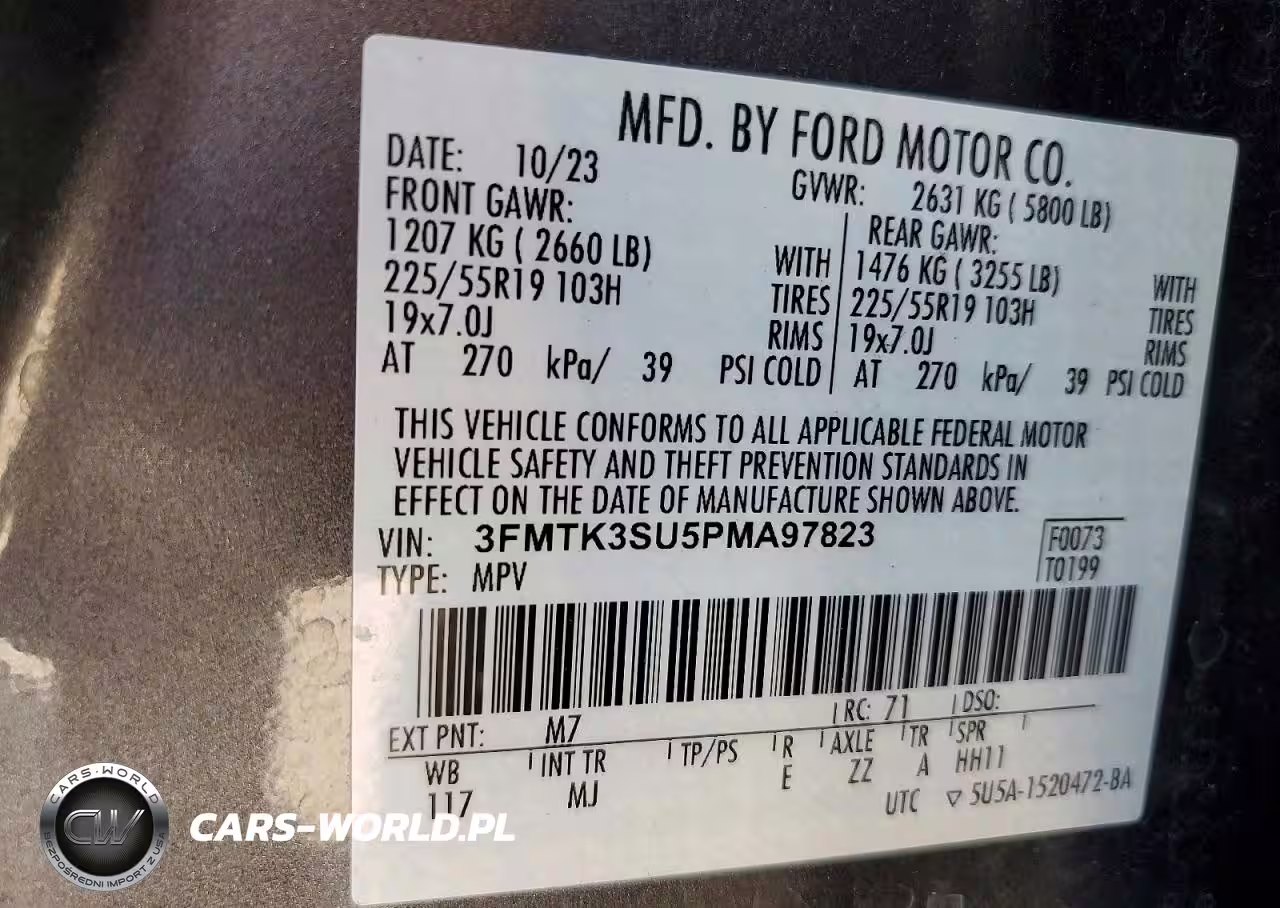 MFD. BY FORD MOTOR CO.
DATE: 10/23
GVWR: 2631 KG ( 5800 LB)
FRONT GAWR:
1207 KG ( 2660 LB) WITH
225/55R19 103H TIRES
19x7.0J RIMS
AT 270 kPa/ 39 PSI COLD
REAR GAWR:
1476 KG ( 3255 LB) WITH
225/55R19 103H TIRES
19x7.0J RIMS
AT 270 kPa/ 39 PSI COLD
THIS VEHICLE CONFORMS TO ALL APPLICABLE FEDERAL MOTOR
VEHICLE SAFETY AND THEFT PREVENTION STANDARDS IN
EFFECT ON THE DATE OF MANUFACTURE SHOWN ABOVE.
VIN: 3FMTK3SU5PMA97823
F0073
TYPE: MPV
T0199
EXT PNT: M7 RC: 71 DSO:
WB INT TR TP/PS R AXLE TR SPR
117 MJ E ZZ A HH11
UTC ▽ 5U5A-1520472-BA
CARS-WORLD
CW
BEZPOŚREDNI IMPORT Z USA
CARS-WORLD.PL